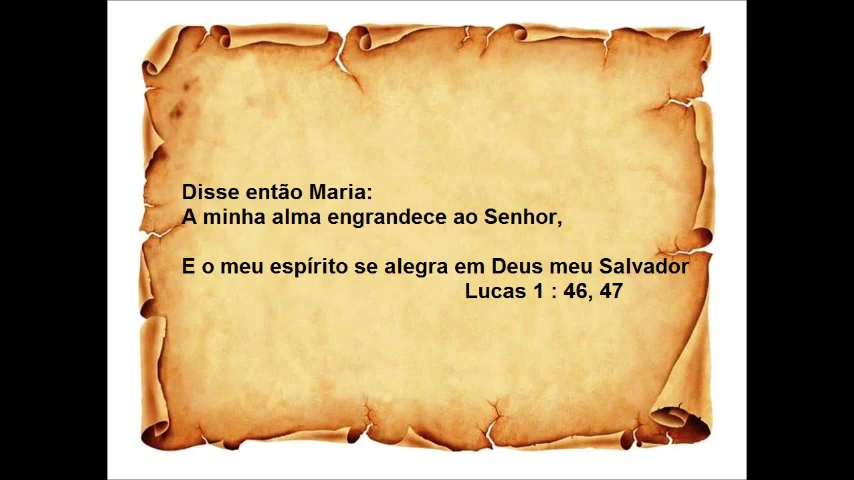 Disse então Maria:
A minha alma engrandece ao Senhor,
E o meu espírito se alegra em Deus meu Salvador
Lucas 1 : 46, 47